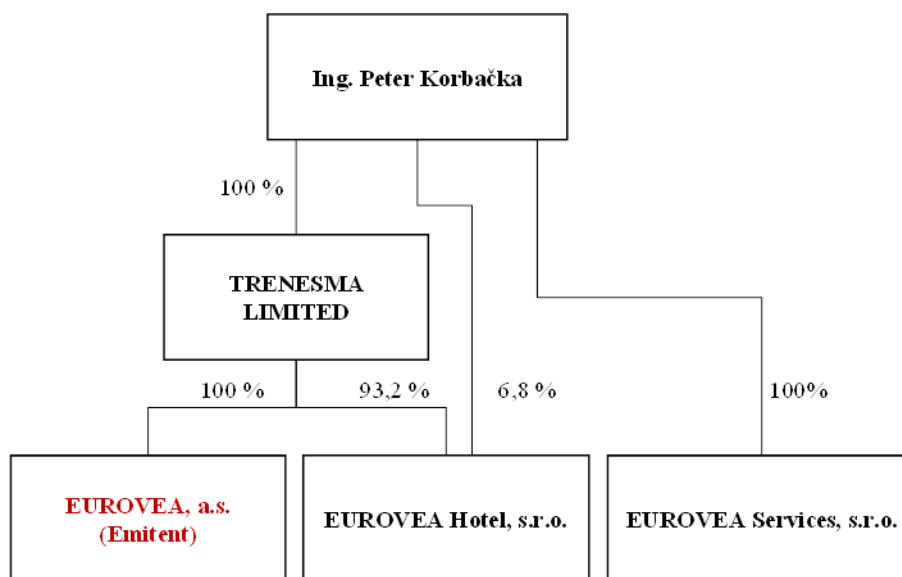 Ing. Peter Korbačka
100 %
TRENESMA
LIMITED
100 %
93,2 %
6,8 %
100%
EUROVEA, a.s.
(Emitent)
EUROVEA Hotel, s.r.o.
EUROVEA Services, s.r.o.